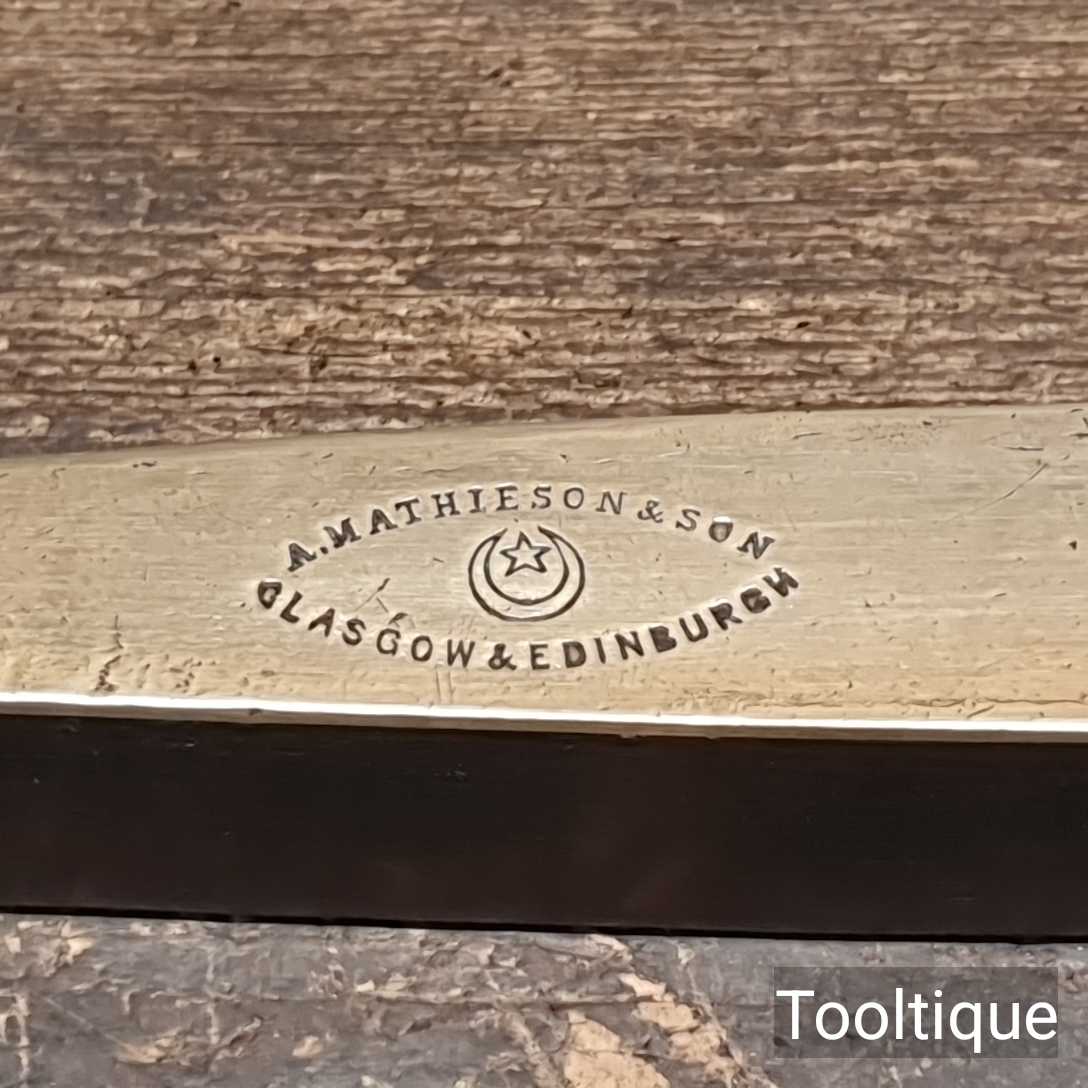 A. MATHIESON & SON
GLASGOW & EDINBURGH
Tooltique